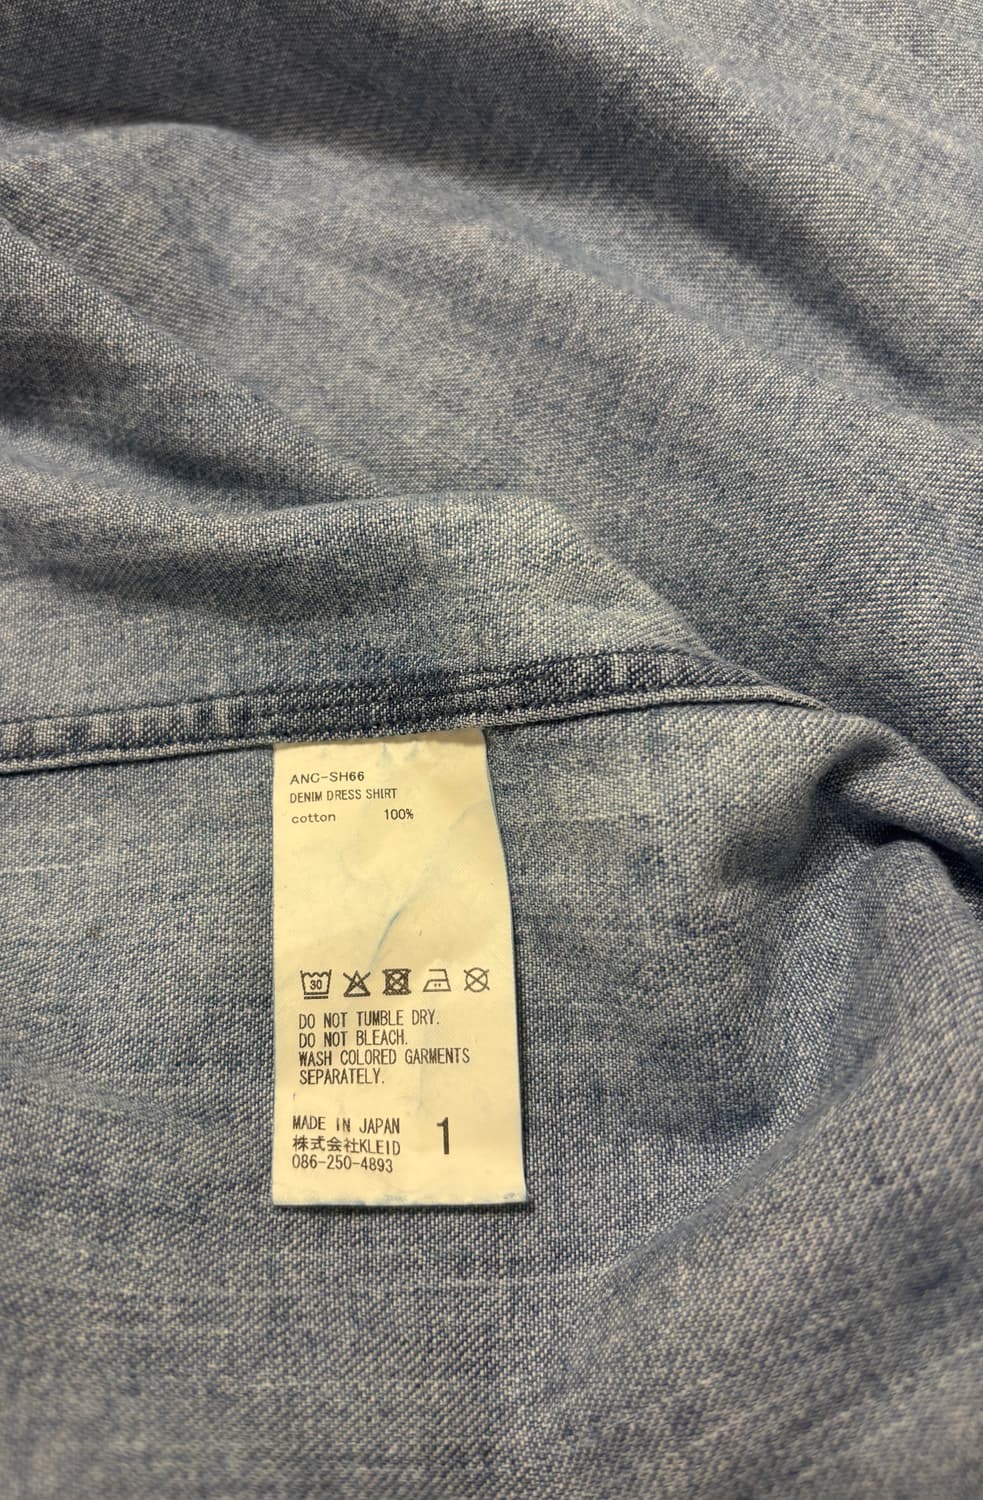 ANC-SH66
DENIM DRESS SHIRT
cotton 100%
30
DO NOT TUMBLE DRY.
DO NOT BLEACH.
WASH COLORED GARMENTS
SEPARATELY.
MADE IN JAPAN
株式会社KLEID
086-250-4893
1